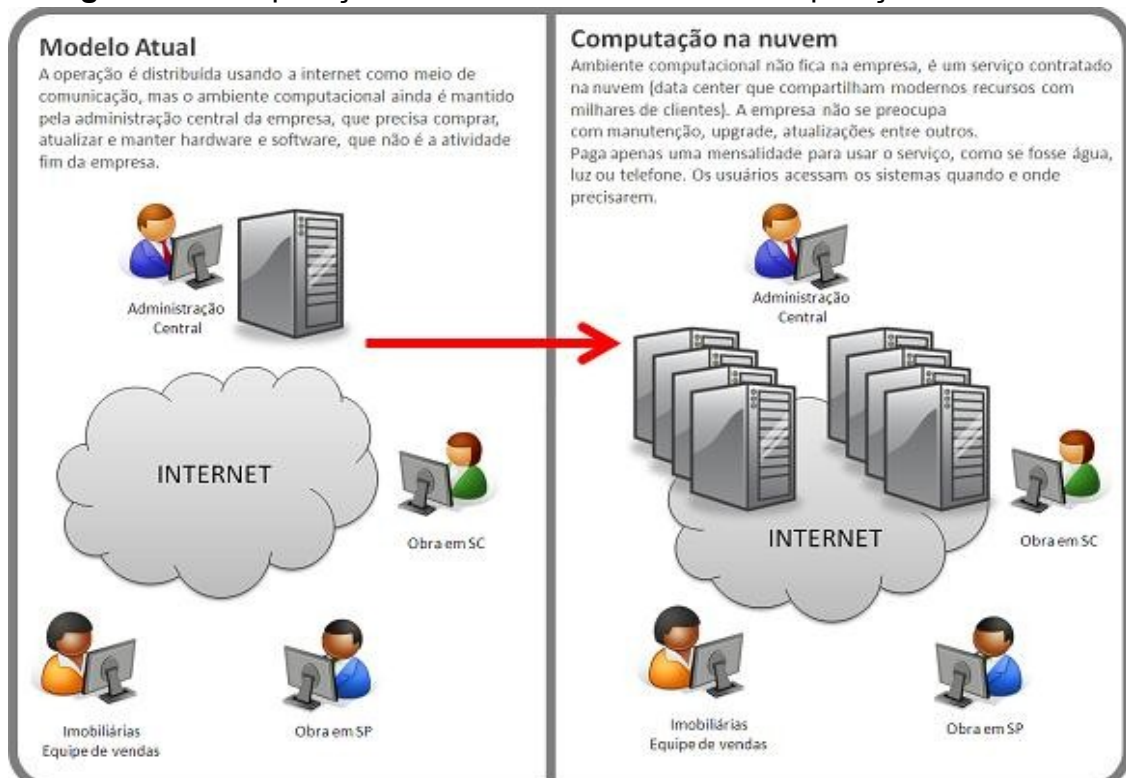 Modelo Atual
A operação é distribuída usando a internet como meio de
comunicação, mas o ambiente computacional ainda é mantido
pela administração central da empresa, que precisa comprar,
atualizar e manter hardware e software, que não é a atividade
fim da empresa.
Administração
Central
INTERNET
Obra em SC
Imobiliárias
Equipe de vendas
Obra em SP
Computação na nuvem
Ambiente computacional não fica na empresa, é um serviço contratado
na nuvem (data center que compartilham modernos recursos com
milhares de clientes). A empresa não se preocupa
com manutenção, upgrade, atualizações entre outros.
Paga apenas uma mensalidade para usar o serviço, como se fosse água,
luz ou telefone. Os usuários acessam os sistemas quando e onde
precisarem.
Administração
Central
INTERNET
Obra em SC
Imobiliárias
Equipe de vendas
Obra em SP